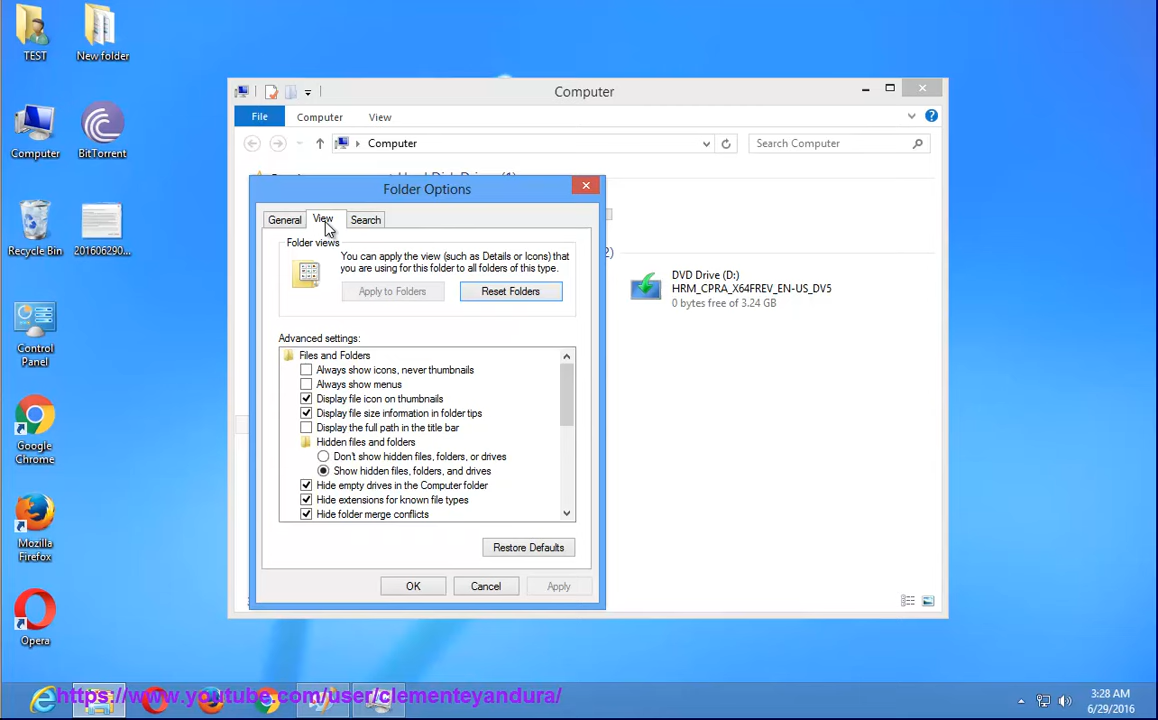 TEST
New folder
Computer
BitTorrent
Recycle Bin
201606290...
Control
Panel
Google
Chrome
Mozilla
Firefox
Opera
Computer
File
Computer
View
Computer
Search Computer
Folder Options
General
View
Search
Folder views
You can apply the view (such as Details or Icons) that
you are using for this folder to all folders of this type.
Apply to Folders
Reset Folders
Advanced settings:
Files and Folders
Always show icons, never thumbnails
Always show menus
Display file icon on thumbnails
Display file size information in folder tips
Display the full path in the title bar
Hidden files and folders
Don't show hidden files, folders, or drives
Show hidden files, folders, and drives
Hide empty drives in the Computer folder
Hide extensions for known file types
Hide folder merge conflicts
Restore Defaults
OK
Cancel
Apply
DVD Drive (D:)
HRM_CPRA_X64FREV_EN-US_DV5
0 bytes free of 3.24 GB
https://www.youtube.com/user/clementeyandura/
3:28 AM
6/29/2016